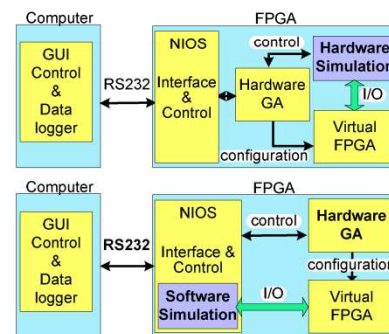 Computer
FPGA
GUI
Control
&
Data
logger
RS232
NIOS
Interface
&
Control
control
Hardware
GA
Hardware
Simulation
I/O
configuration
Virtual
FPGA
Computer
FPGA
GUI
Control
&
Data
logger
RS232
NIOS
Interface &
Control
Software
Simulation
control
Hardware
GA
configuration
I/O
Virtual
FPGA